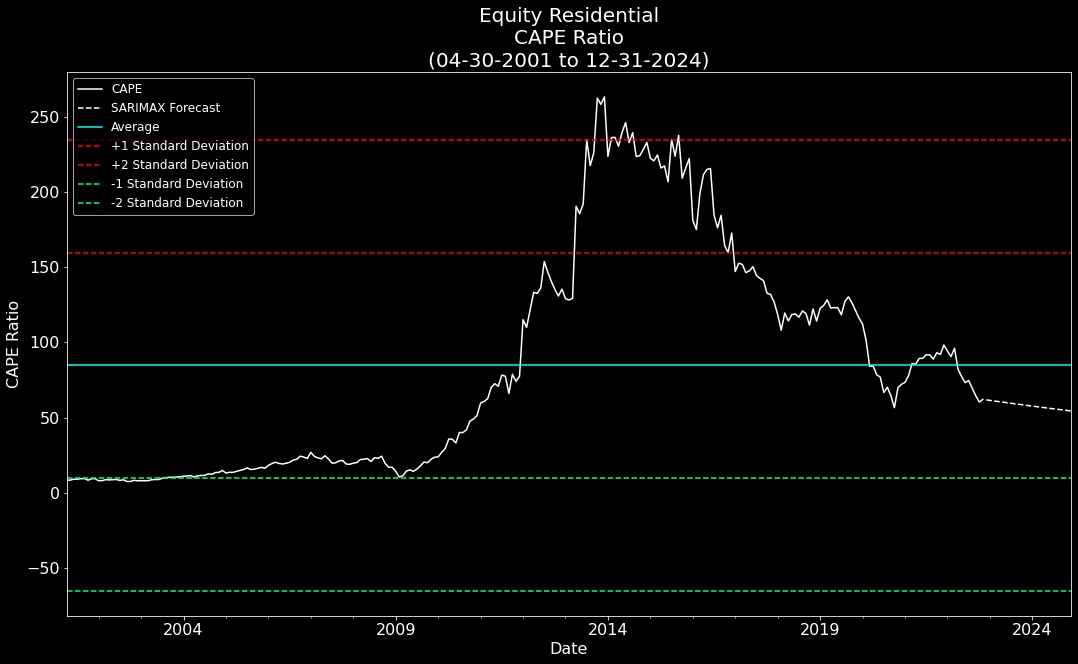 Equity Residential
CAPE Ratio
(04-30-2001 to 12-31-2024)
CAPE
SARIMAX Forecast
Average
+1 Standard Deviation
+2 Standard Deviation
-1 Standard Deviation
-2 Standard Deviation
CAPE Ratio
250
200
150
100
50
0
−50
2004
2009
2014
2019
2024
Date